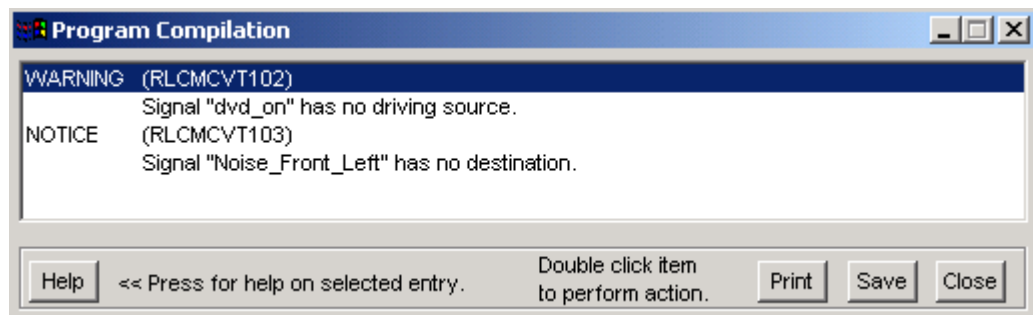 Program Compilation
WARNING (RLCMCVT102)
Signal "dvd_on" has no driving source.
NOTICE (RLCMCVT103)
Signal "Noise_Front_Left" has no destination.
Help << Press for help on selected entry.
Double click item
to perform action.
Print Save Close